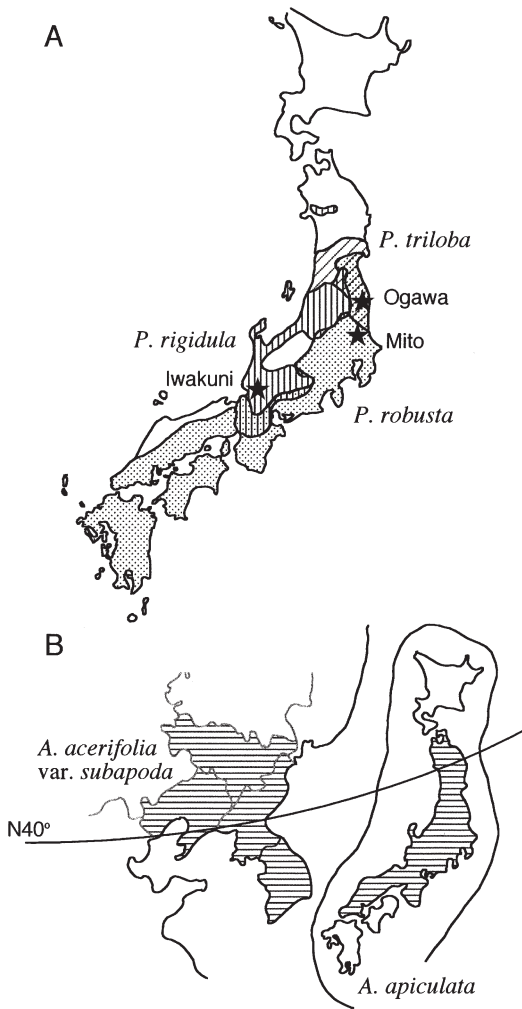 A
P. triloba
Ogawa
P. rigidula
Mito
Iwakuni
P. robusta
B
A. acerifolia
var. subapoda
N40°
A. apiculata